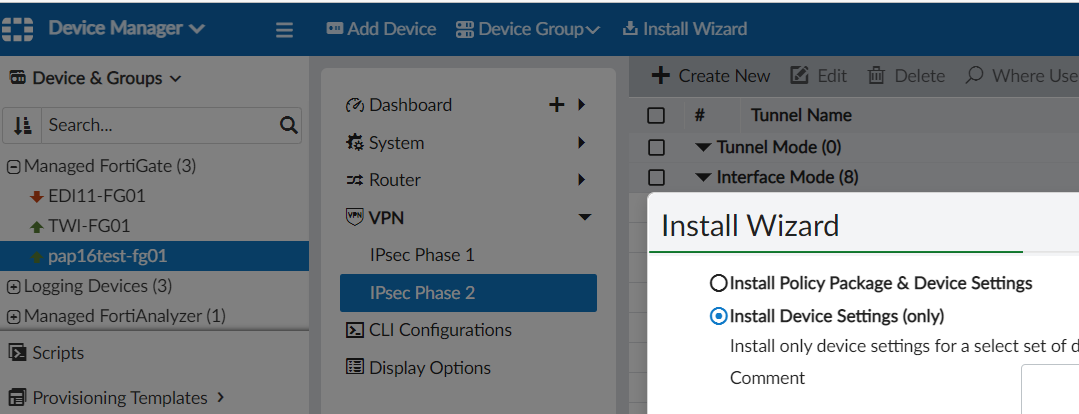 Device Manager Add Device Device Group Install Wizard
Device & Groups
Search...
Managed FortiGate (3)
EDI11-FG01
TWI-FG01
pap16test-fg01
Logging Devices (3)
Managed FortiAnalyzer (1)
Scripts
Provisioning Templates
Dashboard
System
Router
VPN VPN
IPsec Phase 1
IPsec Phase 2
CLI Configurations
Display Options
Create New Edit Delete Where Use
# Tunnel Name
Tunnel Mode (0)
Interface Mode (8)
Install Wizard
Install Policy Package & Device Settings
Install Device Settings (only)
Install only device settings for a select set of d
Comment